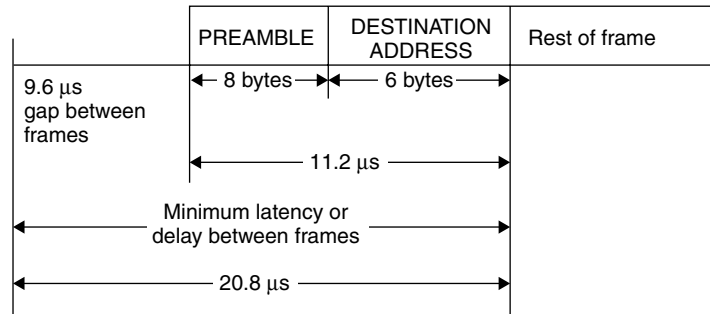 PREAMBLE
DESTINATION
ADDRESS
Rest of frame
9.6 μs
gap between
frames
8 bytes
6 bytes
11.2 μs
Minimum latency or
delay between frames
20.8 μs